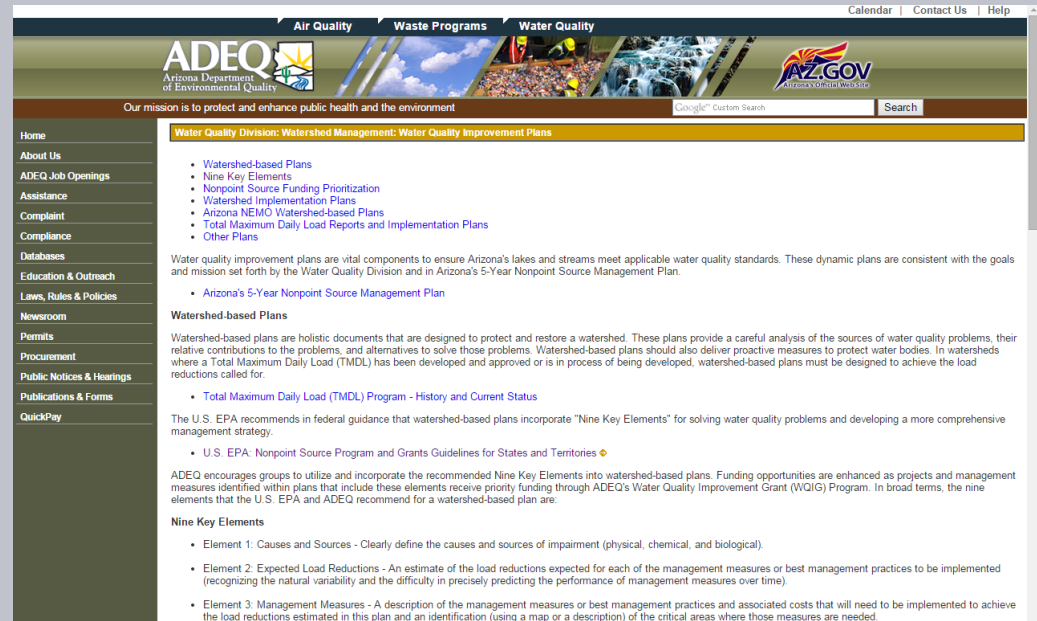 Calendar | Contact Us | Help
Air Quality Waste Programs Water Quality
ADEQ
Arizona Department
of Environmental Quality
AZ.GOV
Arizona's Official Web Site
Our mission is to protect and enhance public health and the environment
Google™ Custom Search
Search
Home
About Us
ADEQ Job Openings
Assistance
Complaint
Compliance
Databases
Education & Outreach
Laws, Rules & Policies
Newsroom
Permits
Procurement
Public Notices & Hearings
Publications & Forms
QuickPay
Water Quality Division: Watershed Management: Water Quality Improvement Plans
• Watershed-based Plans
• Nine Key Elements
• Nonpoint Source Funding Prioritization
• Watershed Implementation Plans
• Arizona NEMO Watershed-based Plans
• Total Maximum Daily Load Reports and Implementation Plans
• Other Plans
Water quality improvement plans are vital components to ensure Arizona's lakes and streams meet applicable water quality standards. These dynamic plans are consistent with the goals
and mission set forth by the Water Quality Division and in Arizona's 5-Year Nonpoint Source Management Plan.
• Arizona's 5-Year Nonpoint Source Management Plan
Watershed-based Plans
Watershed-based plans are holistic documents that are designed to protect and restore a watershed. These plans provide a careful analysis of the sources of water quality problems, their
relative contributions to the problems, and alternatives to solve those problems. Watershed-based plans should also deliver proactive measures to protect water bodies. In watersheds
where a Total Maximum Daily Load (TMDL) has been developed and approved or is in process of being developed, watershed-based plans must be designed to achieve the load
reductions called for.
• Total Maximum Daily Load (TMDL) Program - History and Current Status
The U.S. EPA recommends in federal guidance that watershed-based plans incorporate "Nine Key Elements" for solving water quality problems and developing a more comprehensive
management strategy.
• U.S. EPA: Nonpoint Source Program and Grants Guidelines for States and Territories
ADEQ encourages groups to utilize and incorporate the recommended Nine Key Elements into watershed-based plans. Funding opportunities are enhanced as projects and management
measures identified within plans that include these elements receive priority funding through ADEQ's Water Quality Improvement Grant (WQIG) Program. In broad terms, the nine
elements that the U.S. EPA and ADEQ recommend for a watershed-based plan are:
Nine Key Elements
• Element 1: Causes and Sources - Clearly define the causes and sources of impairment (physical, chemical, and biological).
• Element 2: Expected Load Reductions - An estimate of the load reductions expected for each of the management measures or best management practices to be implemented
(recognizing the natural variability and the difficulty in precisely predicting the performance of management measures over time).
• Element 3: Management Measures - A description of the management measures or best management practices and associated costs that will need to be implemented to achieve
the load reductions estimated in this plan and an identification (using a map or a description) of the critical areas where those measures are needed.